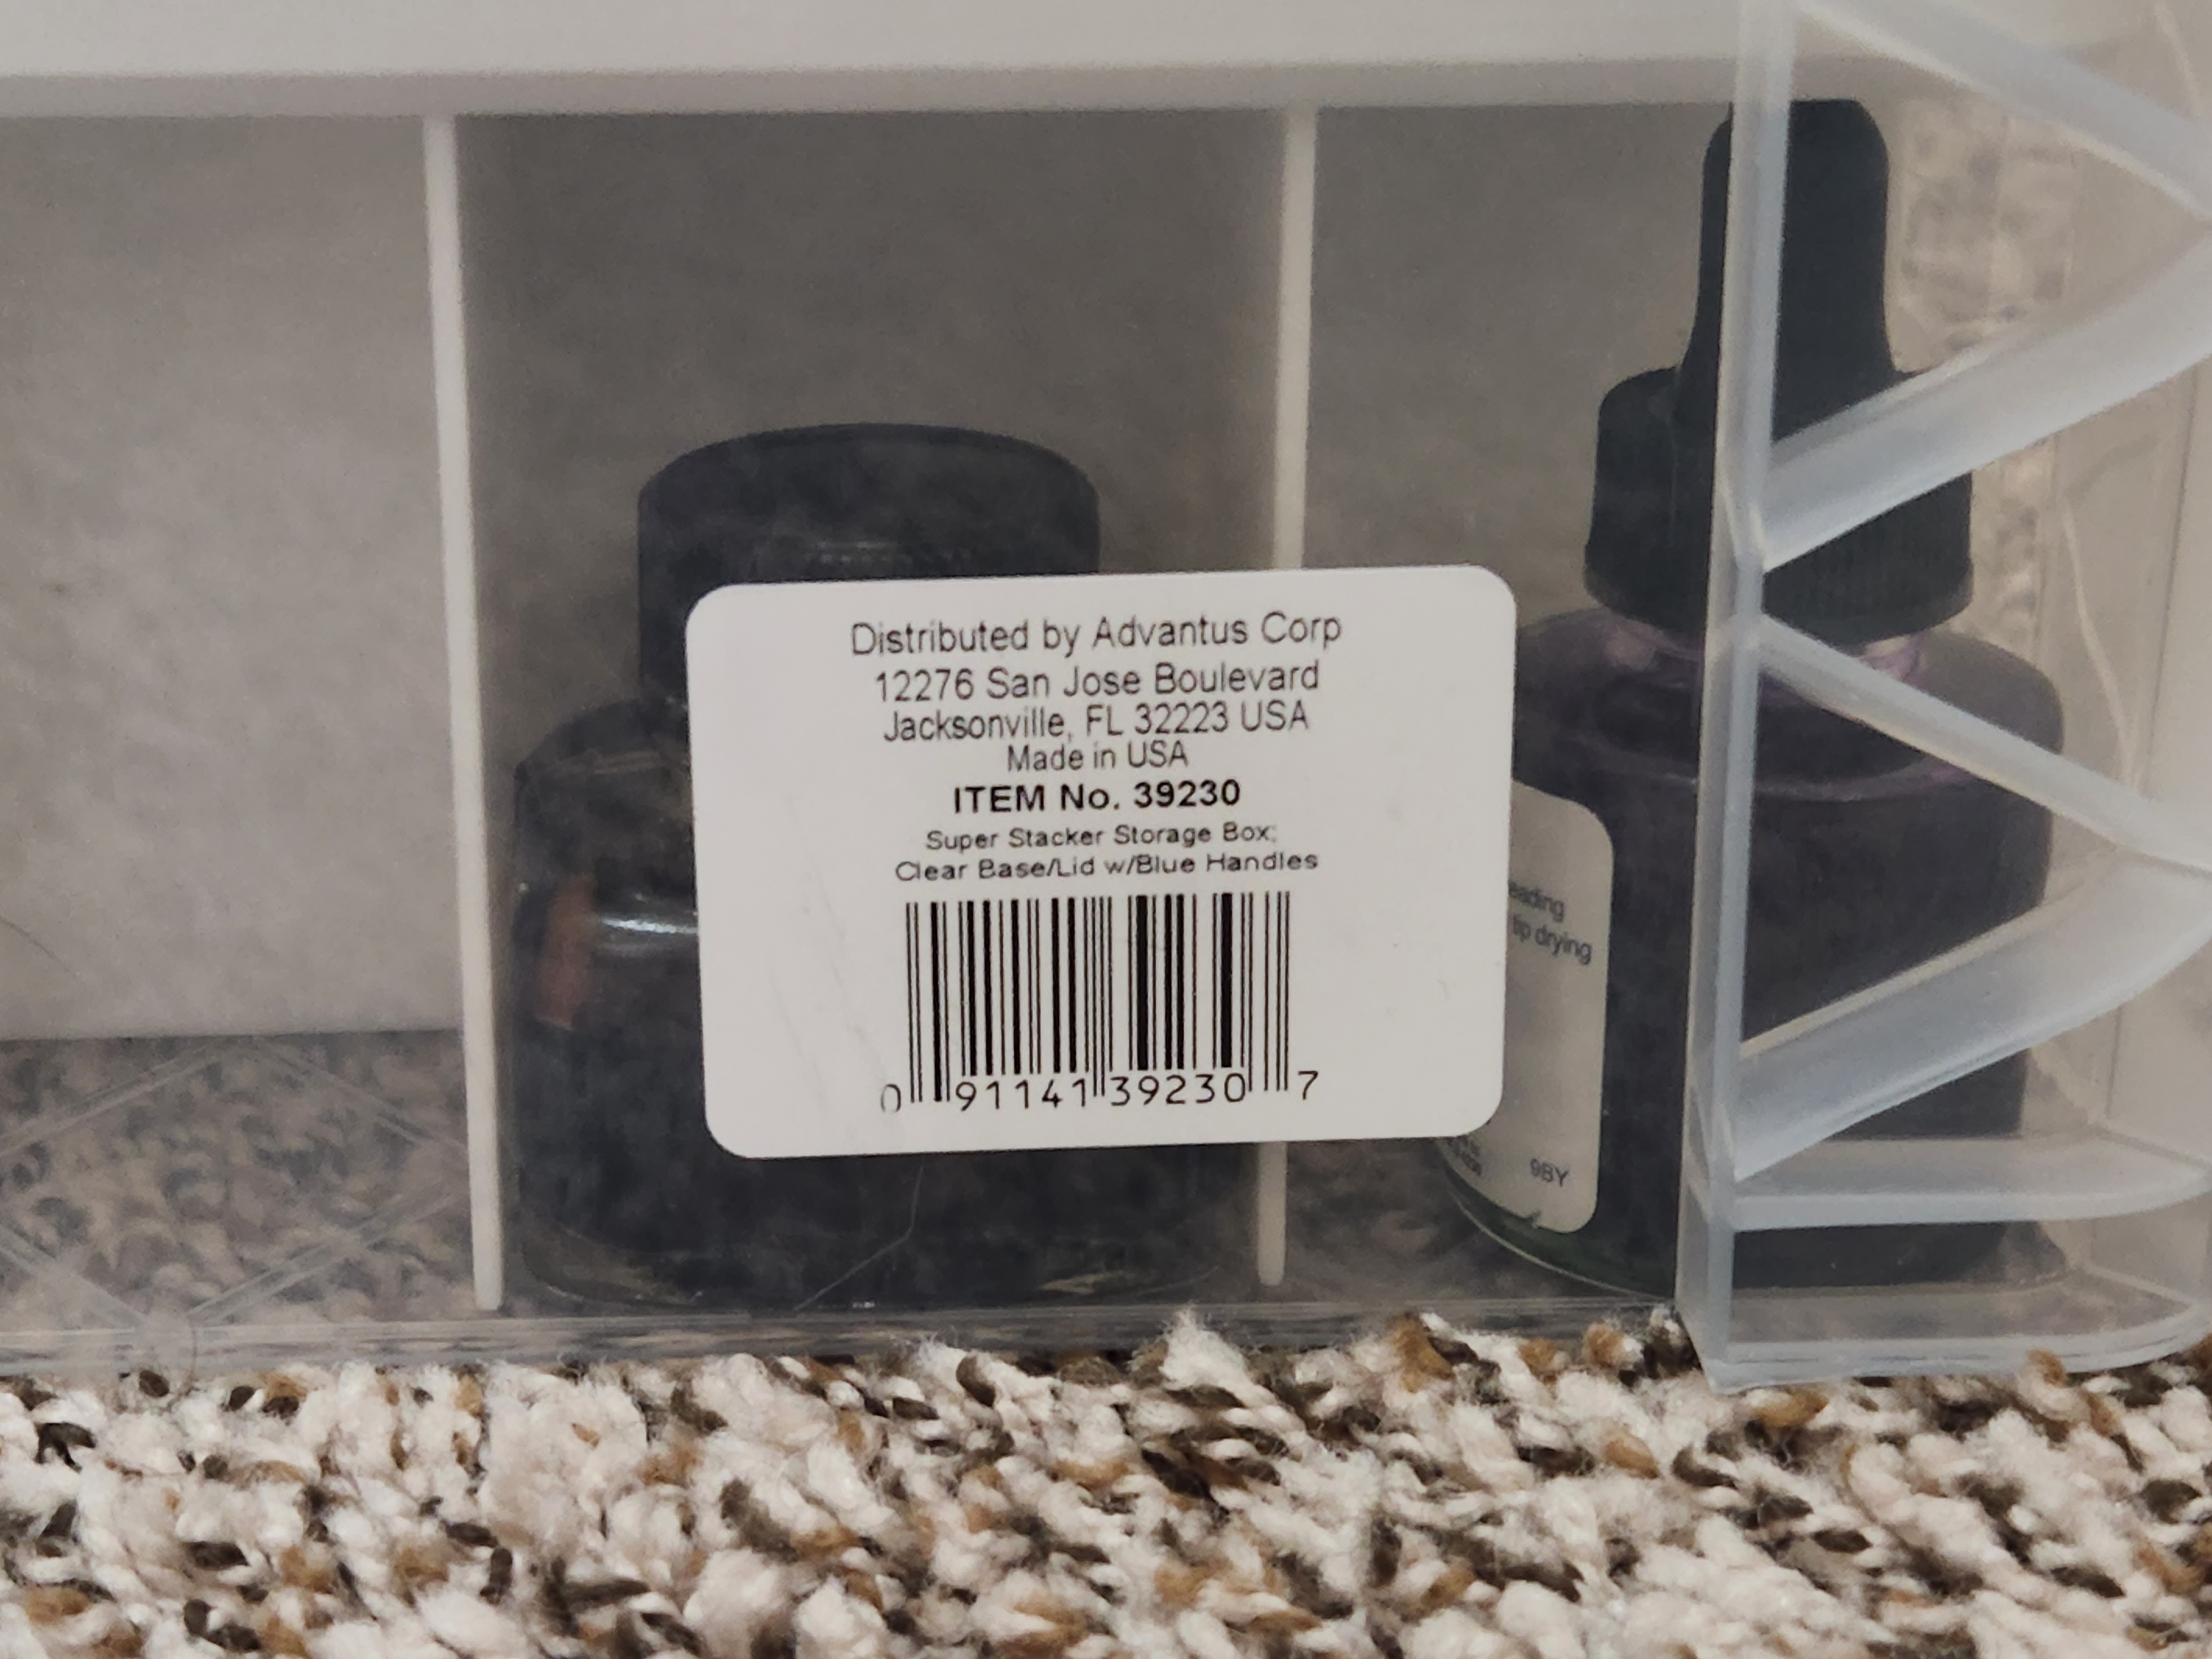 Distributed by Advantus Corp
12276 San Jose Boulevard
Jacksonville, FL 32223 USA
Made in USA
ITEM No. 39230
Super Stacker Storage Box;
Clear Base/Lid w/Blue Handles
0 91141 39230 7
eading
tip drying
9BY